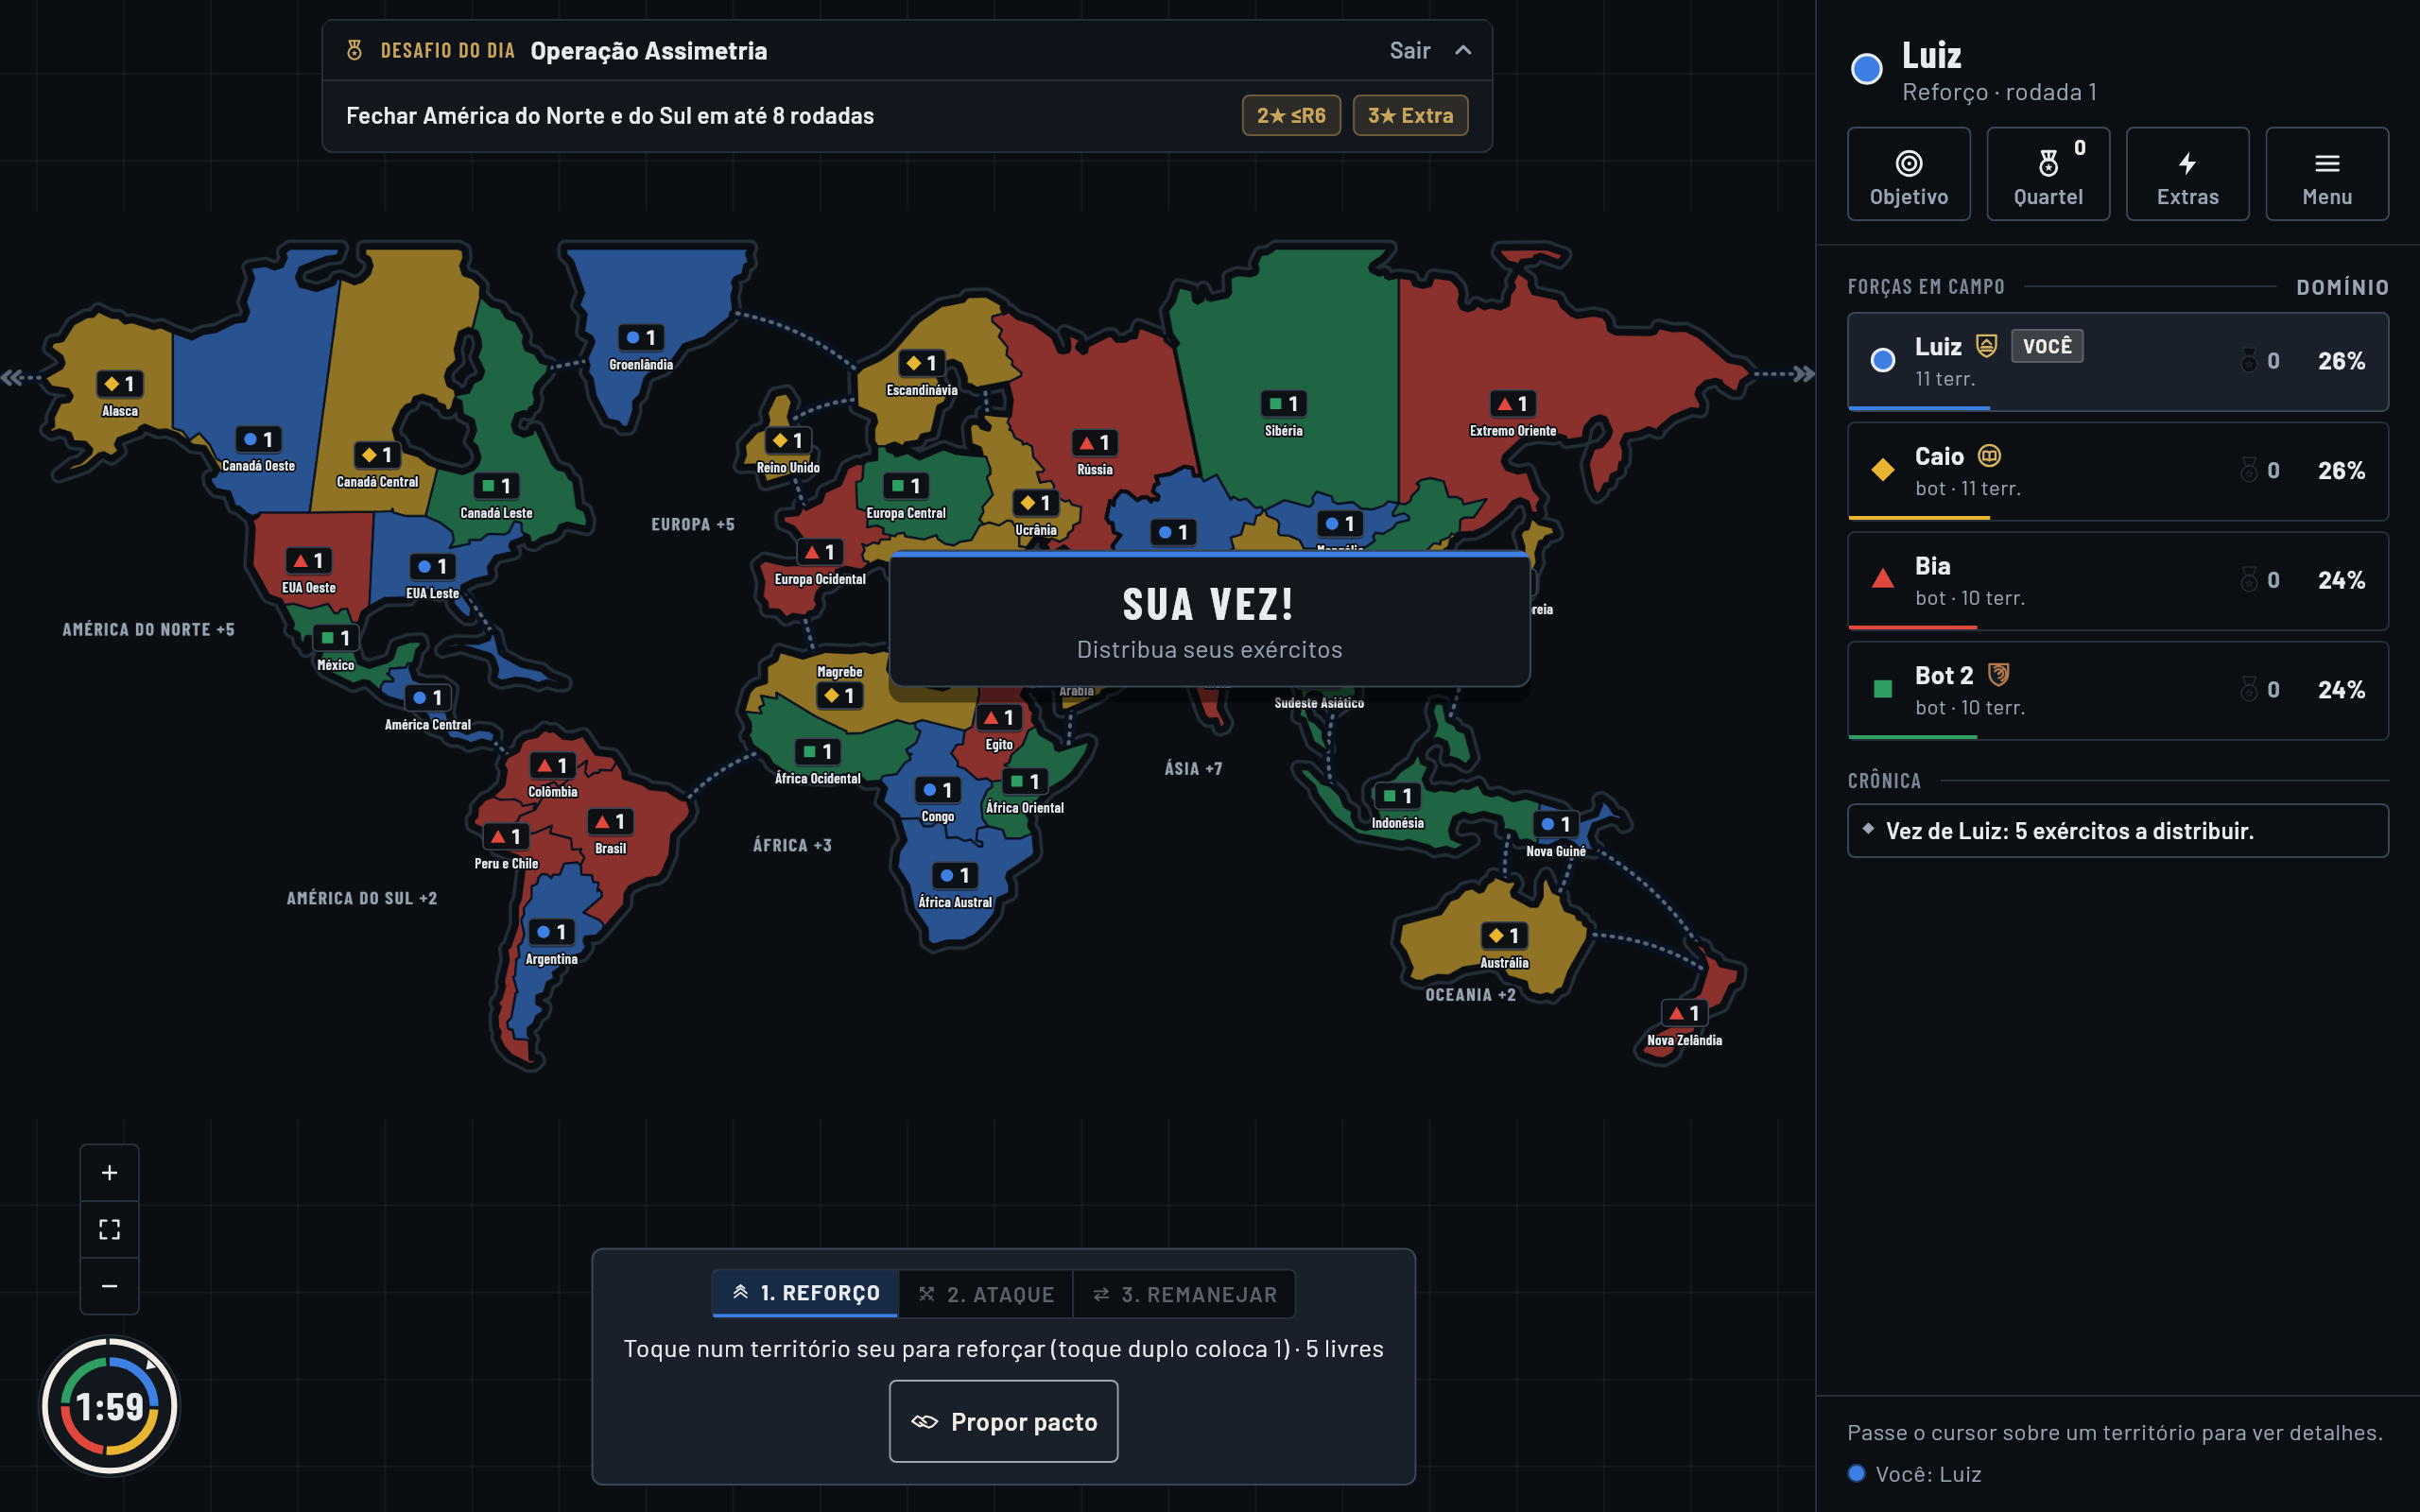 DESAFIO DO DIA Operação Assimetria Sair
Fechar América do Norte e do Sul em até 8 rodadas 2★ ≤R6 3★ Extra
Luiz
Reforço · rodada 1
0
Objetivo Quartel Extras Menu
FORÇAS EM CAMPO DOMÍNIO
Luiz VOCÊ 0 26%
11 terr.
Caio 0 26%
bot · 11 terr.
Bia 0 24%
bot · 10 terr.
Bot 2 0 24%
bot · 10 terr.
CRÔNICA
Vez de Luiz: 5 exércitos a distribuir.
1
Groenlândia
1
Escandinávia
1
Alasca
1
Sibéria
1
Extremo Oriente
1
Canadá Oeste
1
Canadá Central
1
Reino Unido
1
Rússia
1
Canadá Leste
1
Europa Central
1
Ucrânia
EUROPA +5
1
1
1
EUA Oeste
1
EUA Leste
1
Europa Ocidental
SUA VEZ!
Distribua seus exércitos
AMÉRICA DO NORTE +5
1
México
Magrebe
1
Arábia
Sudeste Asiático
1
América Central
1
Egito
1
África Ocidental
ÁSIA +7
1
Colômbia
1
Congo
1
África Oriental
1
Indonésia
1
Peru e Chile
1
Brasil
ÁFRICA +3
1
Nova Guiné
AMÉRICA DO SUL +2
1
África Austral
1
Argentina
1
Austrália
OCEANIA +2
1
Nova Zelândia
+
−
1:59
1. REFORÇO 2. ATAQUE 3. REMANEJAR
Toque num território seu para reforçar (toque duplo coloca 1) · 5 livres
Propor pacto
Passe o cursor sobre um território para ver detalhes.
Você: Luiz